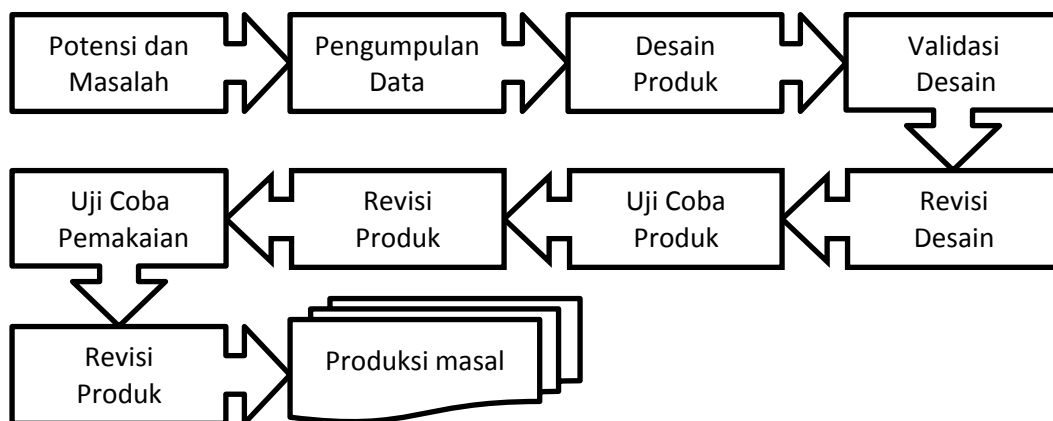 Potensi dan
Masalah
Pengumpulan
Data
Desain
Produk
Validasi
Desain
Revisi
Desain
Uji Coba
Produk
Revisi
Produk
Uji Coba
Pemakaian
Revisi
Produk
Produksi masal